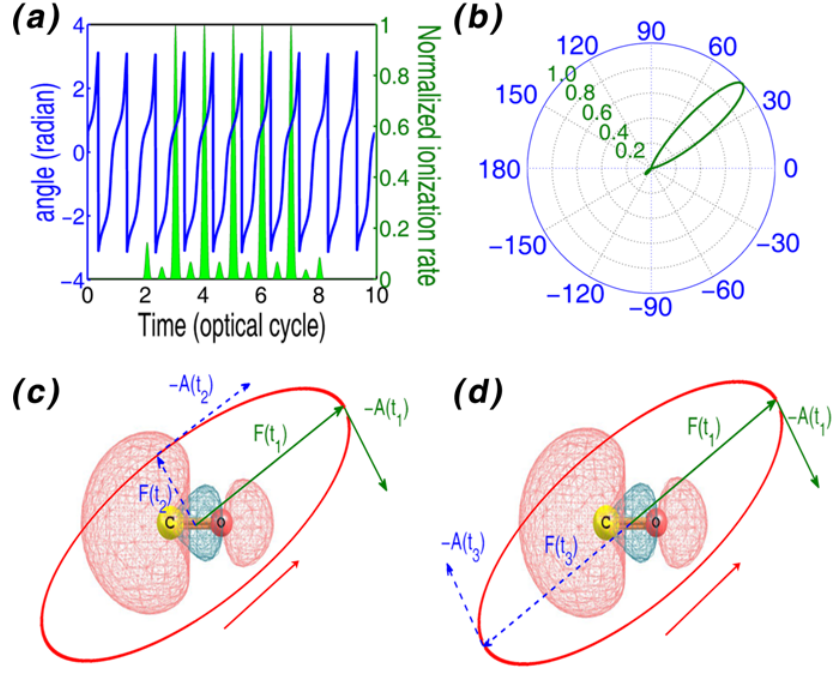 (a)
4
2
0
-2
-4
angle (radian)
0 2 4 6 8 10
Time (optical cycle)
1
0.8
0.6
0.4
0.2
0
Normalized ionization rate
(b)
90
120 60
150 30
180 0
-150 -30
-120 -60
-90
1.0
0.8
0.6
0.4
0.2
(c)
-A(t₂)
-A(t₁)
F(t₁)
F(t₂)
C O
(d)
-A(t₁)
F(t₁)
-A(t₃)
F(t₃)
C O